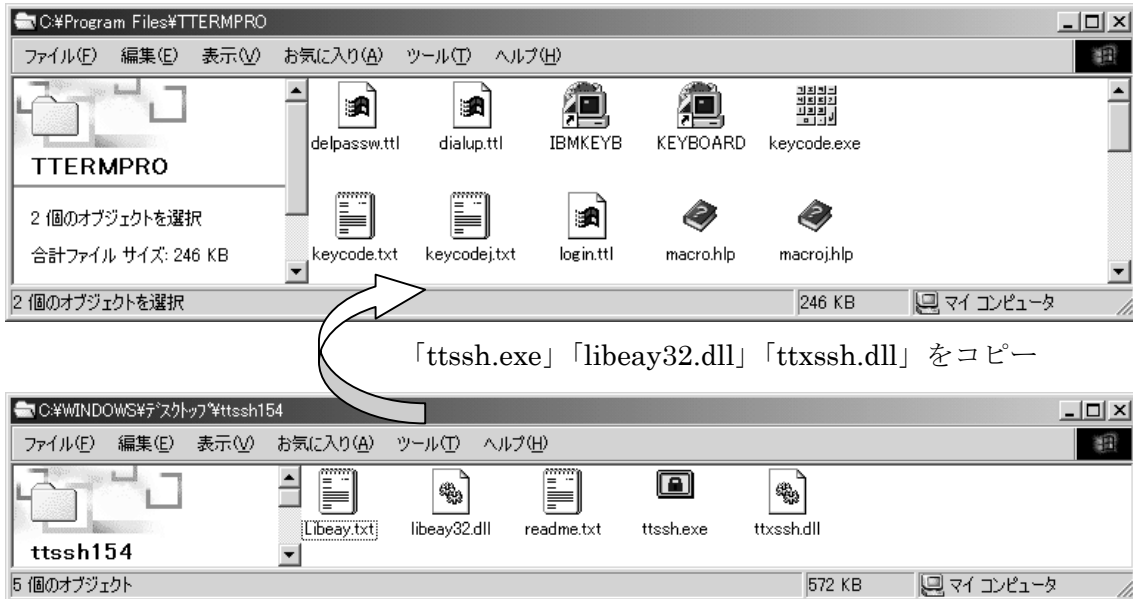 C:¥Program Files¥TTERMPRO
ファイル(F) 編集(E) 表示(V) お気に入り(A) ツール(T) ヘルプ(H)
TTERMPRO
2 個のオブジェクトを選択
合計ファイル サイズ: 246 KB
delpassw.ttl dialup.ttl IBMKEYB KEYBOARD keycode.exe
keycode.txt keycodej.txt login.ttl macro.hlp macroj.hlp
2 個のオブジェクトを選択 246 KB マイ コンピュータ
「ttssh.exe」「libeay32.dll」「ttxssh.dll」をコピー
C:¥WINDOWS¥デスクトップ¥ttssh154
ファイル(F) 編集(E) 表示(V) お気に入り(A) ツール(T) ヘルプ(H)
ttssh154
Libeay.txt libeay32.dll readme.txt ttssh.exe ttxssh.dll
5 個のオブジェクト 572 KB マイ コンピュータ